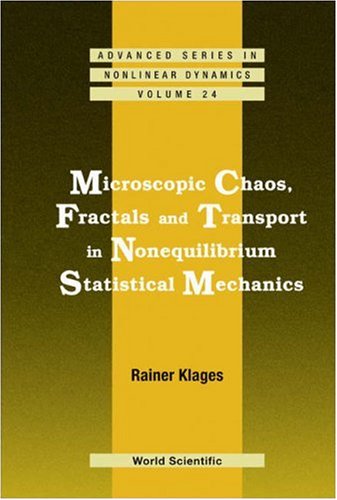 ADVANCED SERIES IN
NONLINEAR DYNAMICS
VOLUME 24
Microscopic Chaos,
Fractals and Transport
in Nonequilibrium
Statistical Mechanics
Rainer Klages
World Scientific